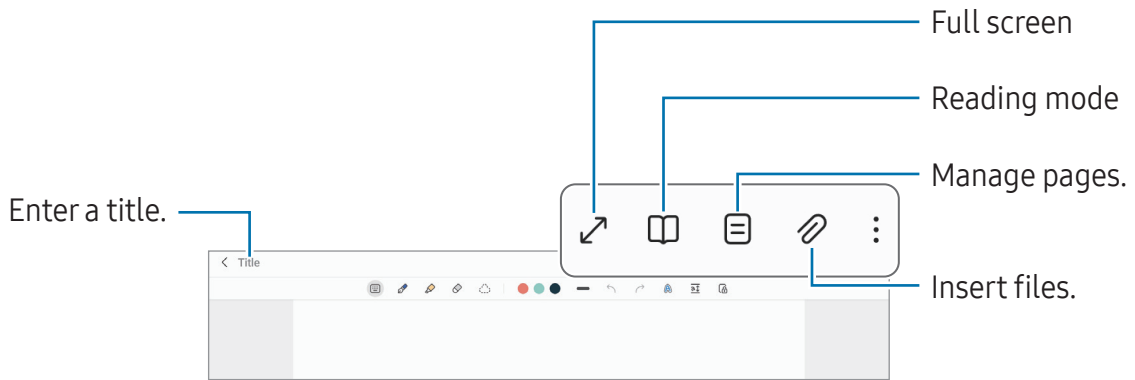 Full screen
Reading mode
Manage pages.
Enter a title.
Title
Insert files.